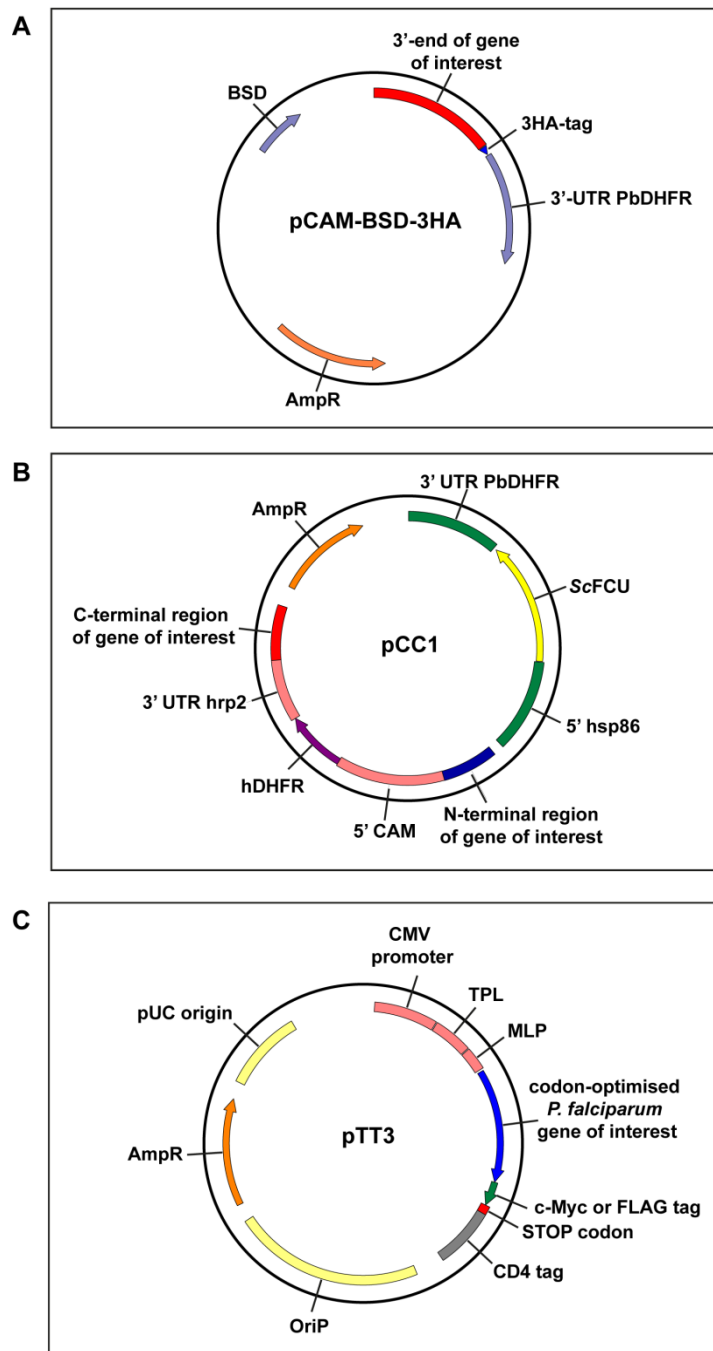 A
3’-end of gene
of interest
BSD
3HA-tag
3’-UTR PbDHFR
pCAM-BSD-3HA
AmpR
B
3’ UTR PbDHFR
AmpR
ScFCU
C-terminal region
of gene of interest
pCC1
3’ UTR hrp2
5’ hsp86
hDHFR
5’ CAM
N-terminal region
of gene of interest
C
CMV
promoter
TPL
pUC origin
MLP
codon-optimised
P. falciparum
gene of interest
pTT3
AmpR
c-Myc or FLAG tag
STOP codon
CD4 tag
OriP